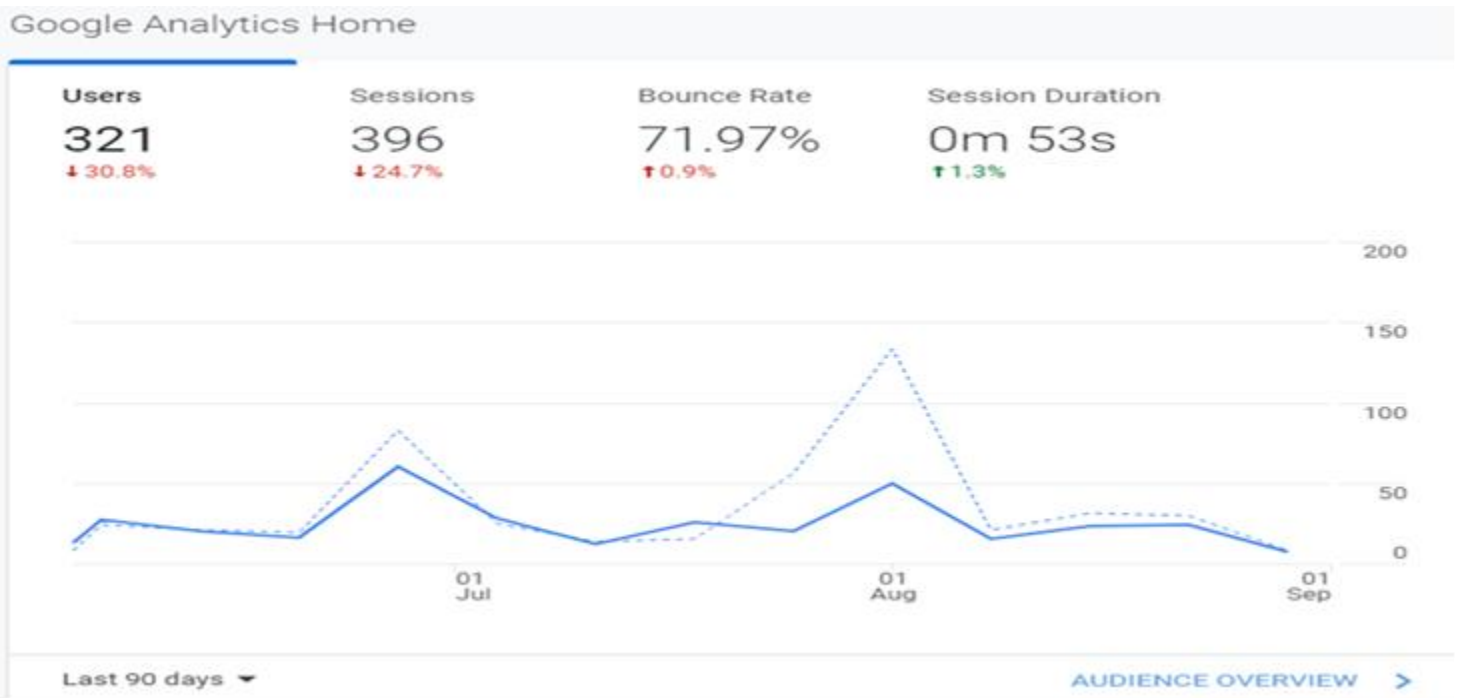 Google Analytics Home
Users Sessions Bounce Rate Session Duration
321 396 71.97% 0m 53s
↓30.8% ↓24.7% ↑0.9% ↑1.3%
200
150
100
50
0
01 01 01
Jul Aug Sep
Last 90 days AUDIENCE OVERVIEW >